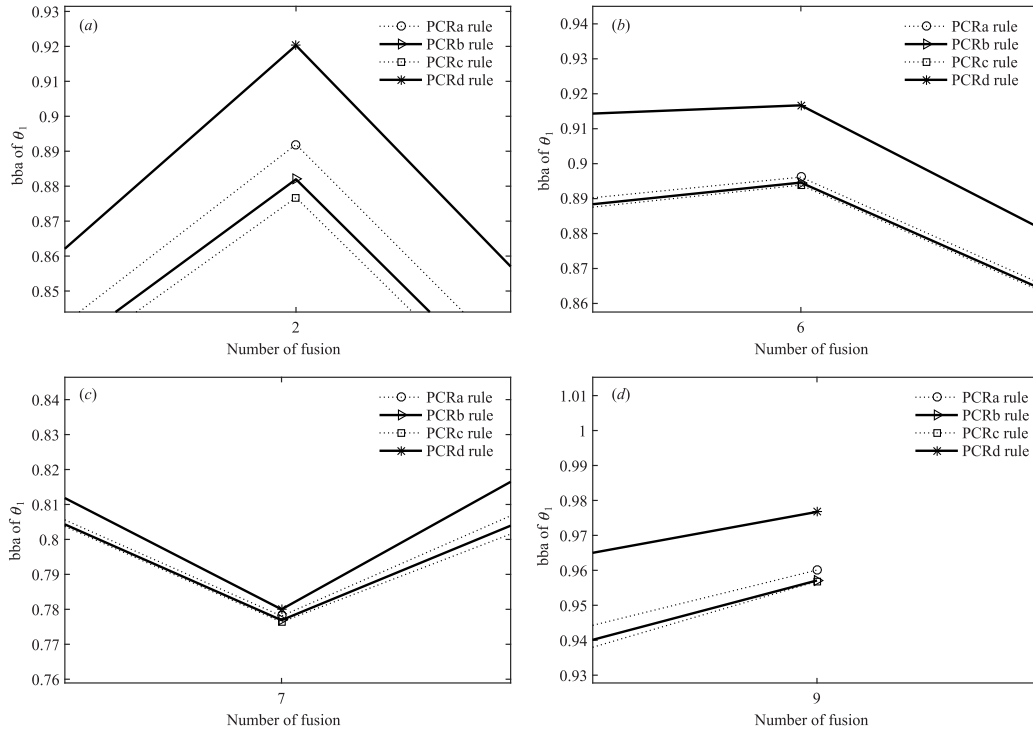 (a)
PCRa rule
PCRb rule
PCRc rule
PCRd rule
0.93
0.92
0.91
0.9
0.89
0.88
0.87
0.86
0.85
bba of θ1
2
Number of fusion
(b)
PCRa rule
PCRb rule
PCRc rule
PCRd rule
0.94
0.93
0.92
0.91
0.9
0.89
0.88
0.87
0.86
bba of θ1
6
Number of fusion
(c)
PCRa rule
PCRb rule
PCRc rule
PCRd rule
0.84
0.83
0.82
0.81
0.8
0.79
0.78
0.77
0.76
bba of θ1
7
Number of fusion
(d)
PCRa rule
PCRb rule
PCRc rule
PCRd rule
1.01
1
0.99
0.98
0.97
0.96
0.95
0.94
0.93
bba of θ1
9
Number of fusion